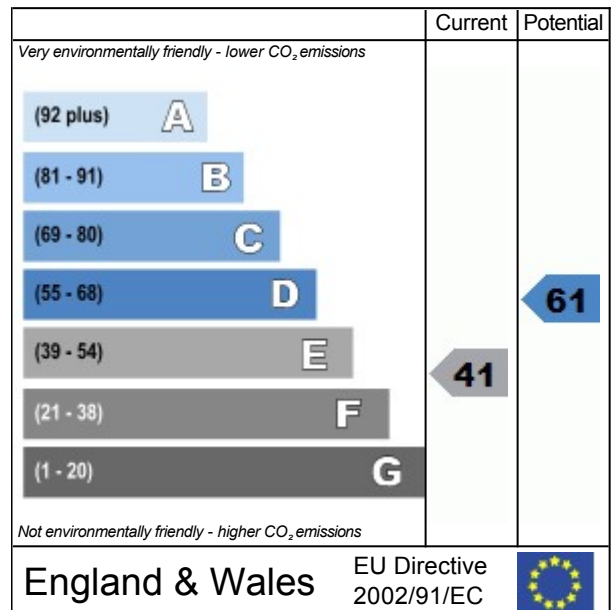 Current Potential
Very environmentally friendly - lower CO₂ emissions
(92 plus) A
(81 - 91) B
(69 - 80) C
(55 - 68) D
61
(39 - 54) E
41
(21 - 38) F
(1 - 20) G
Not environmentally friendly - higher CO₂ emissions
England & Wales
EU Directive
2002/91/EC